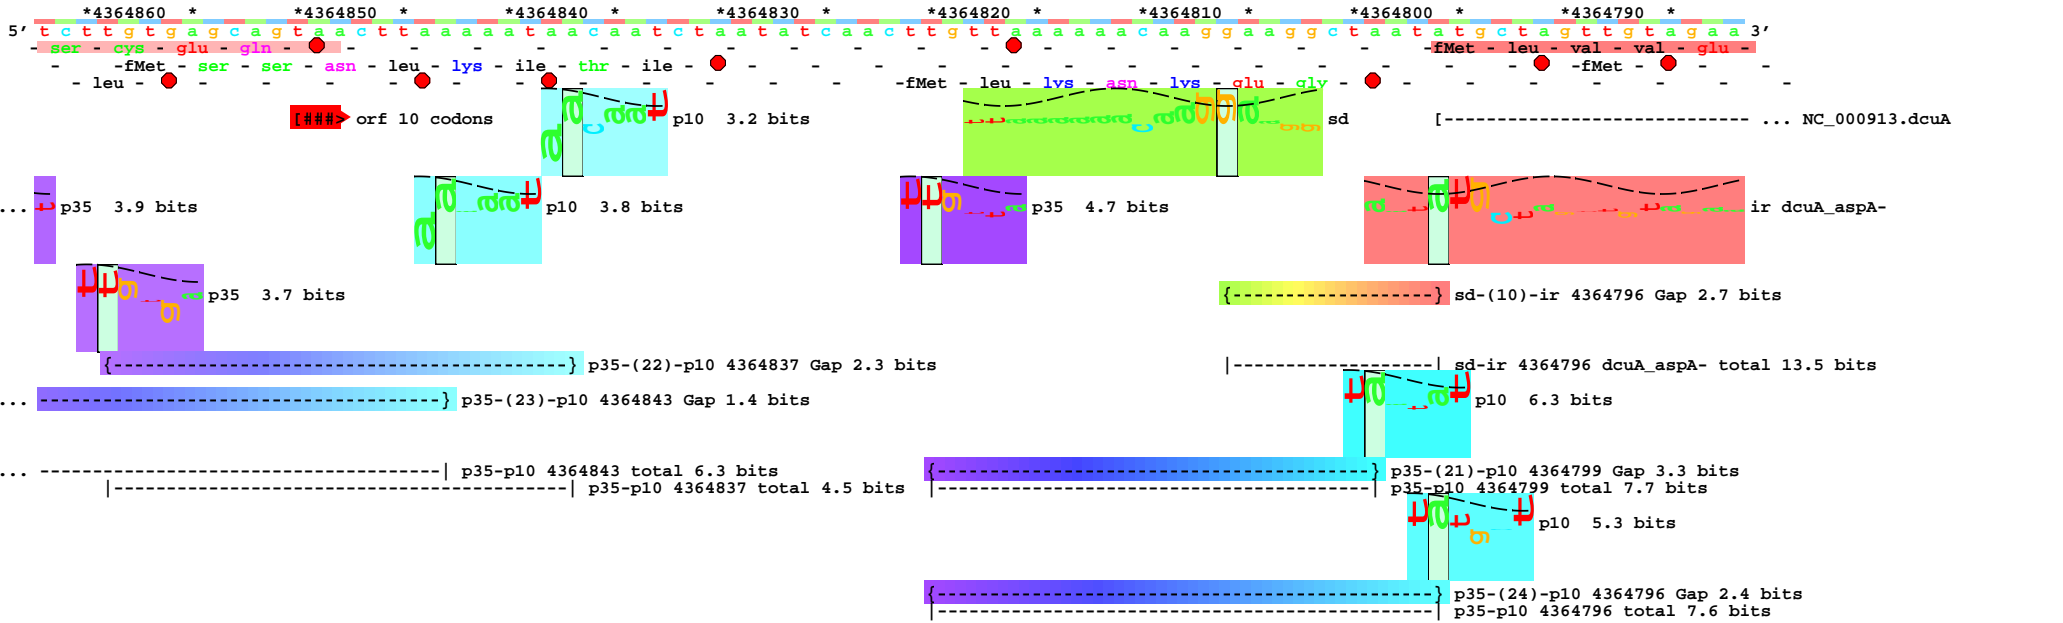 *4364860 * *4364850 * *4364840 * *4364830 * *4364820 * *4364810 * *4364800 * *4364790 *
5' t c t t g t g a g c a g t a a c t t a a a a a t a a c a a t c t a a t a t c a a c t t g t t a a a a a a c a a g g a a g g c t a a t a t g c t a g t t g t a g a a 3'
- ser - cys - glu - gln - - - - - - - - - - - - - - - - - -fMet - leu - val - val - glu -
- -fMet - ser - ser - asn - leu - lys - ile - thr - ile - - - - - - - - - - - - - -fMet - - -
- leu - - - - - - - - - - -fMet - leu - lys - asn - lys - glu - gly - - - - - - -
[###> orf 10 codons
p10 3.2 bits
sd
[----------------------------- ... NC_000913.dcuA
... p35 3.9 bits
p10 3.8 bits
p35 4.7 bits
ir dcuA_aspA-
p35 3.7 bits
{-------------------} sd-(10)-ir 4364796 Gap 2.7 bits
{-------------------------------------------} p35-(22)-p10 4364837 Gap 2.3 bits
|-------------------| sd-ir 4364796 dcuA_aspA- total 13.5 bits
... --------------------------------------} p35-(23)-p10 4364843 Gap 1.4 bits
p10 6.3 bits
... --------------------------------------| p35-p10 4364843 total 6.3 bits
{-----------------------------------------} p35-(21)-p10 4364799 Gap 3.3 bits
|-------------------------------------------| p35-p10 4364837 total 4.5 bits
|-----------------------------------------| p35-p10 4364799 total 7.7 bits
p10 5.3 bits
{-----------------------------------------------} p35-(24)-p10 4364796 Gap 2.4 bits
|-----------------------------------------------| p35-p10 4364796 total 7.6 bits